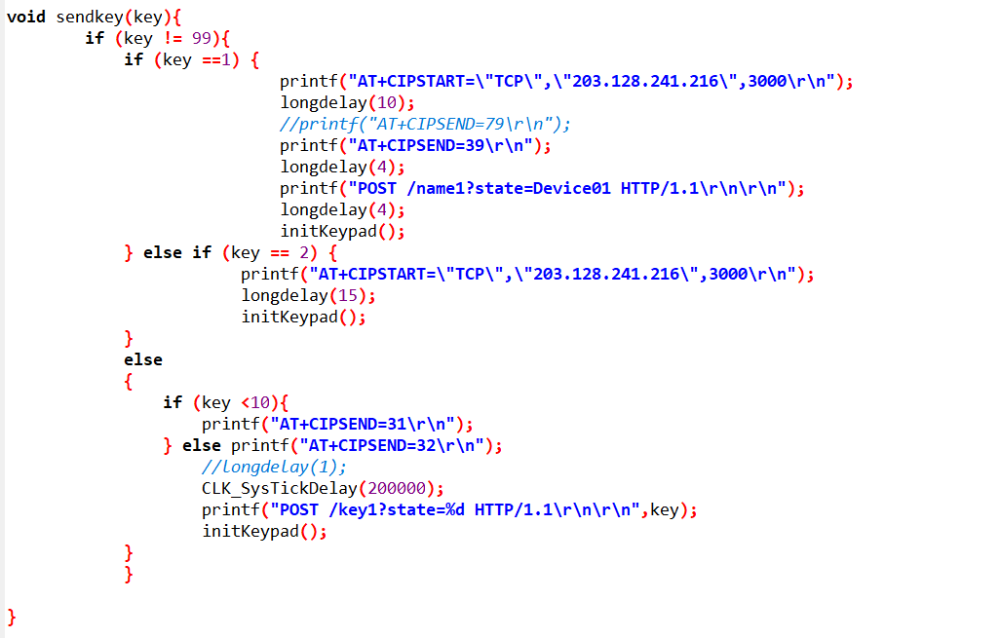 void sendkey(key){
if (key != 99){
if (key ==1) {
printf("AT+CIPSTART=\"TCP\",\"203.128.241.216\",3000\r\n");
longdelay(10);
//printf("AT+CIPSEND=79\r\n");
printf("AT+CIPSEND=39\r\n");
longdelay(4);
printf("POST /name1?state=Device01 HTTP/1.1\r\n\r\n");
longdelay(4);
initKeypad();
} else if (key == 2) {
printf("AT+CIPSTART=\"TCP\",\"203.128.241.216\",3000\r\n");
longdelay(15);
initKeypad();
}
else
{
if (key <10){
printf("AT+CIPSEND=31\r\n");
} else printf("AT+CIPSEND=32\r\n");
//longdelay(1);
CLK_SysTickDelay(200000);
printf("POST /key1?state=%d HTTP/1.1\r\n\r\n",key);
initKeypad();
}
}
}